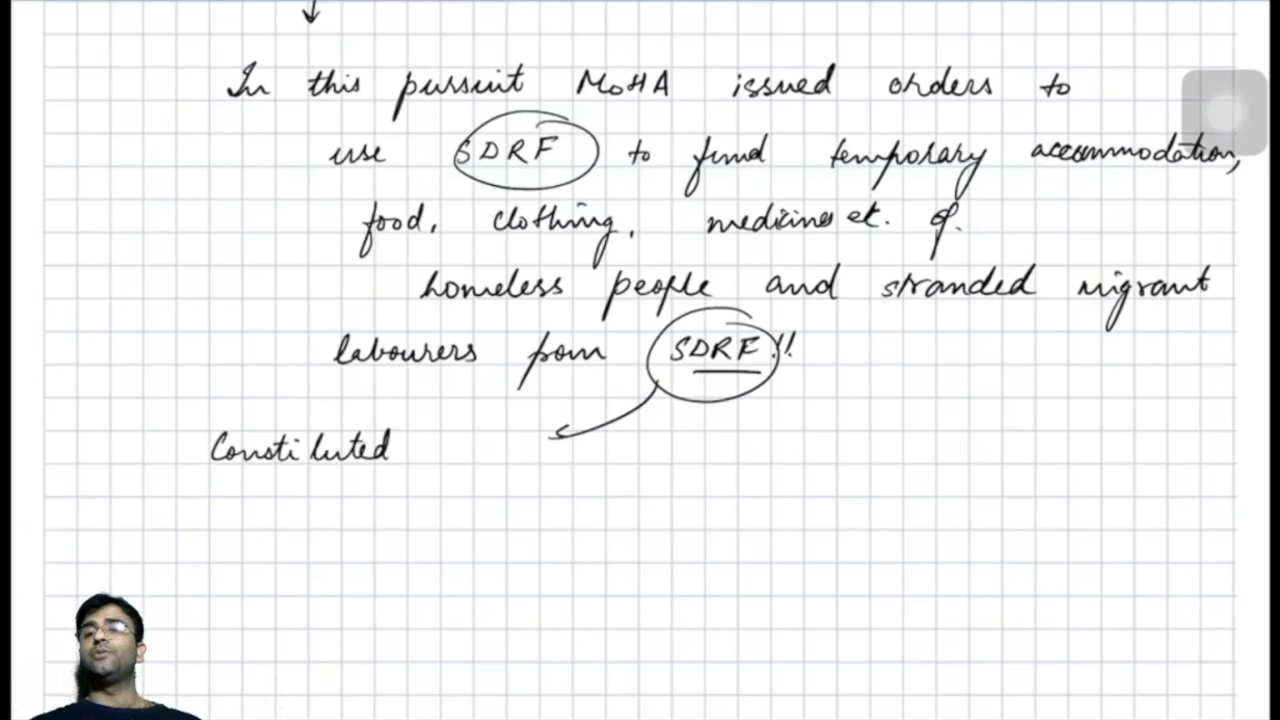 In this pursuit MoHA issued orders to
use SDRF to fund temporary accommodation,
food, clothing, medicines et. of.
homeless people and stranded migrant
labourers from SDRF!!
Constituted